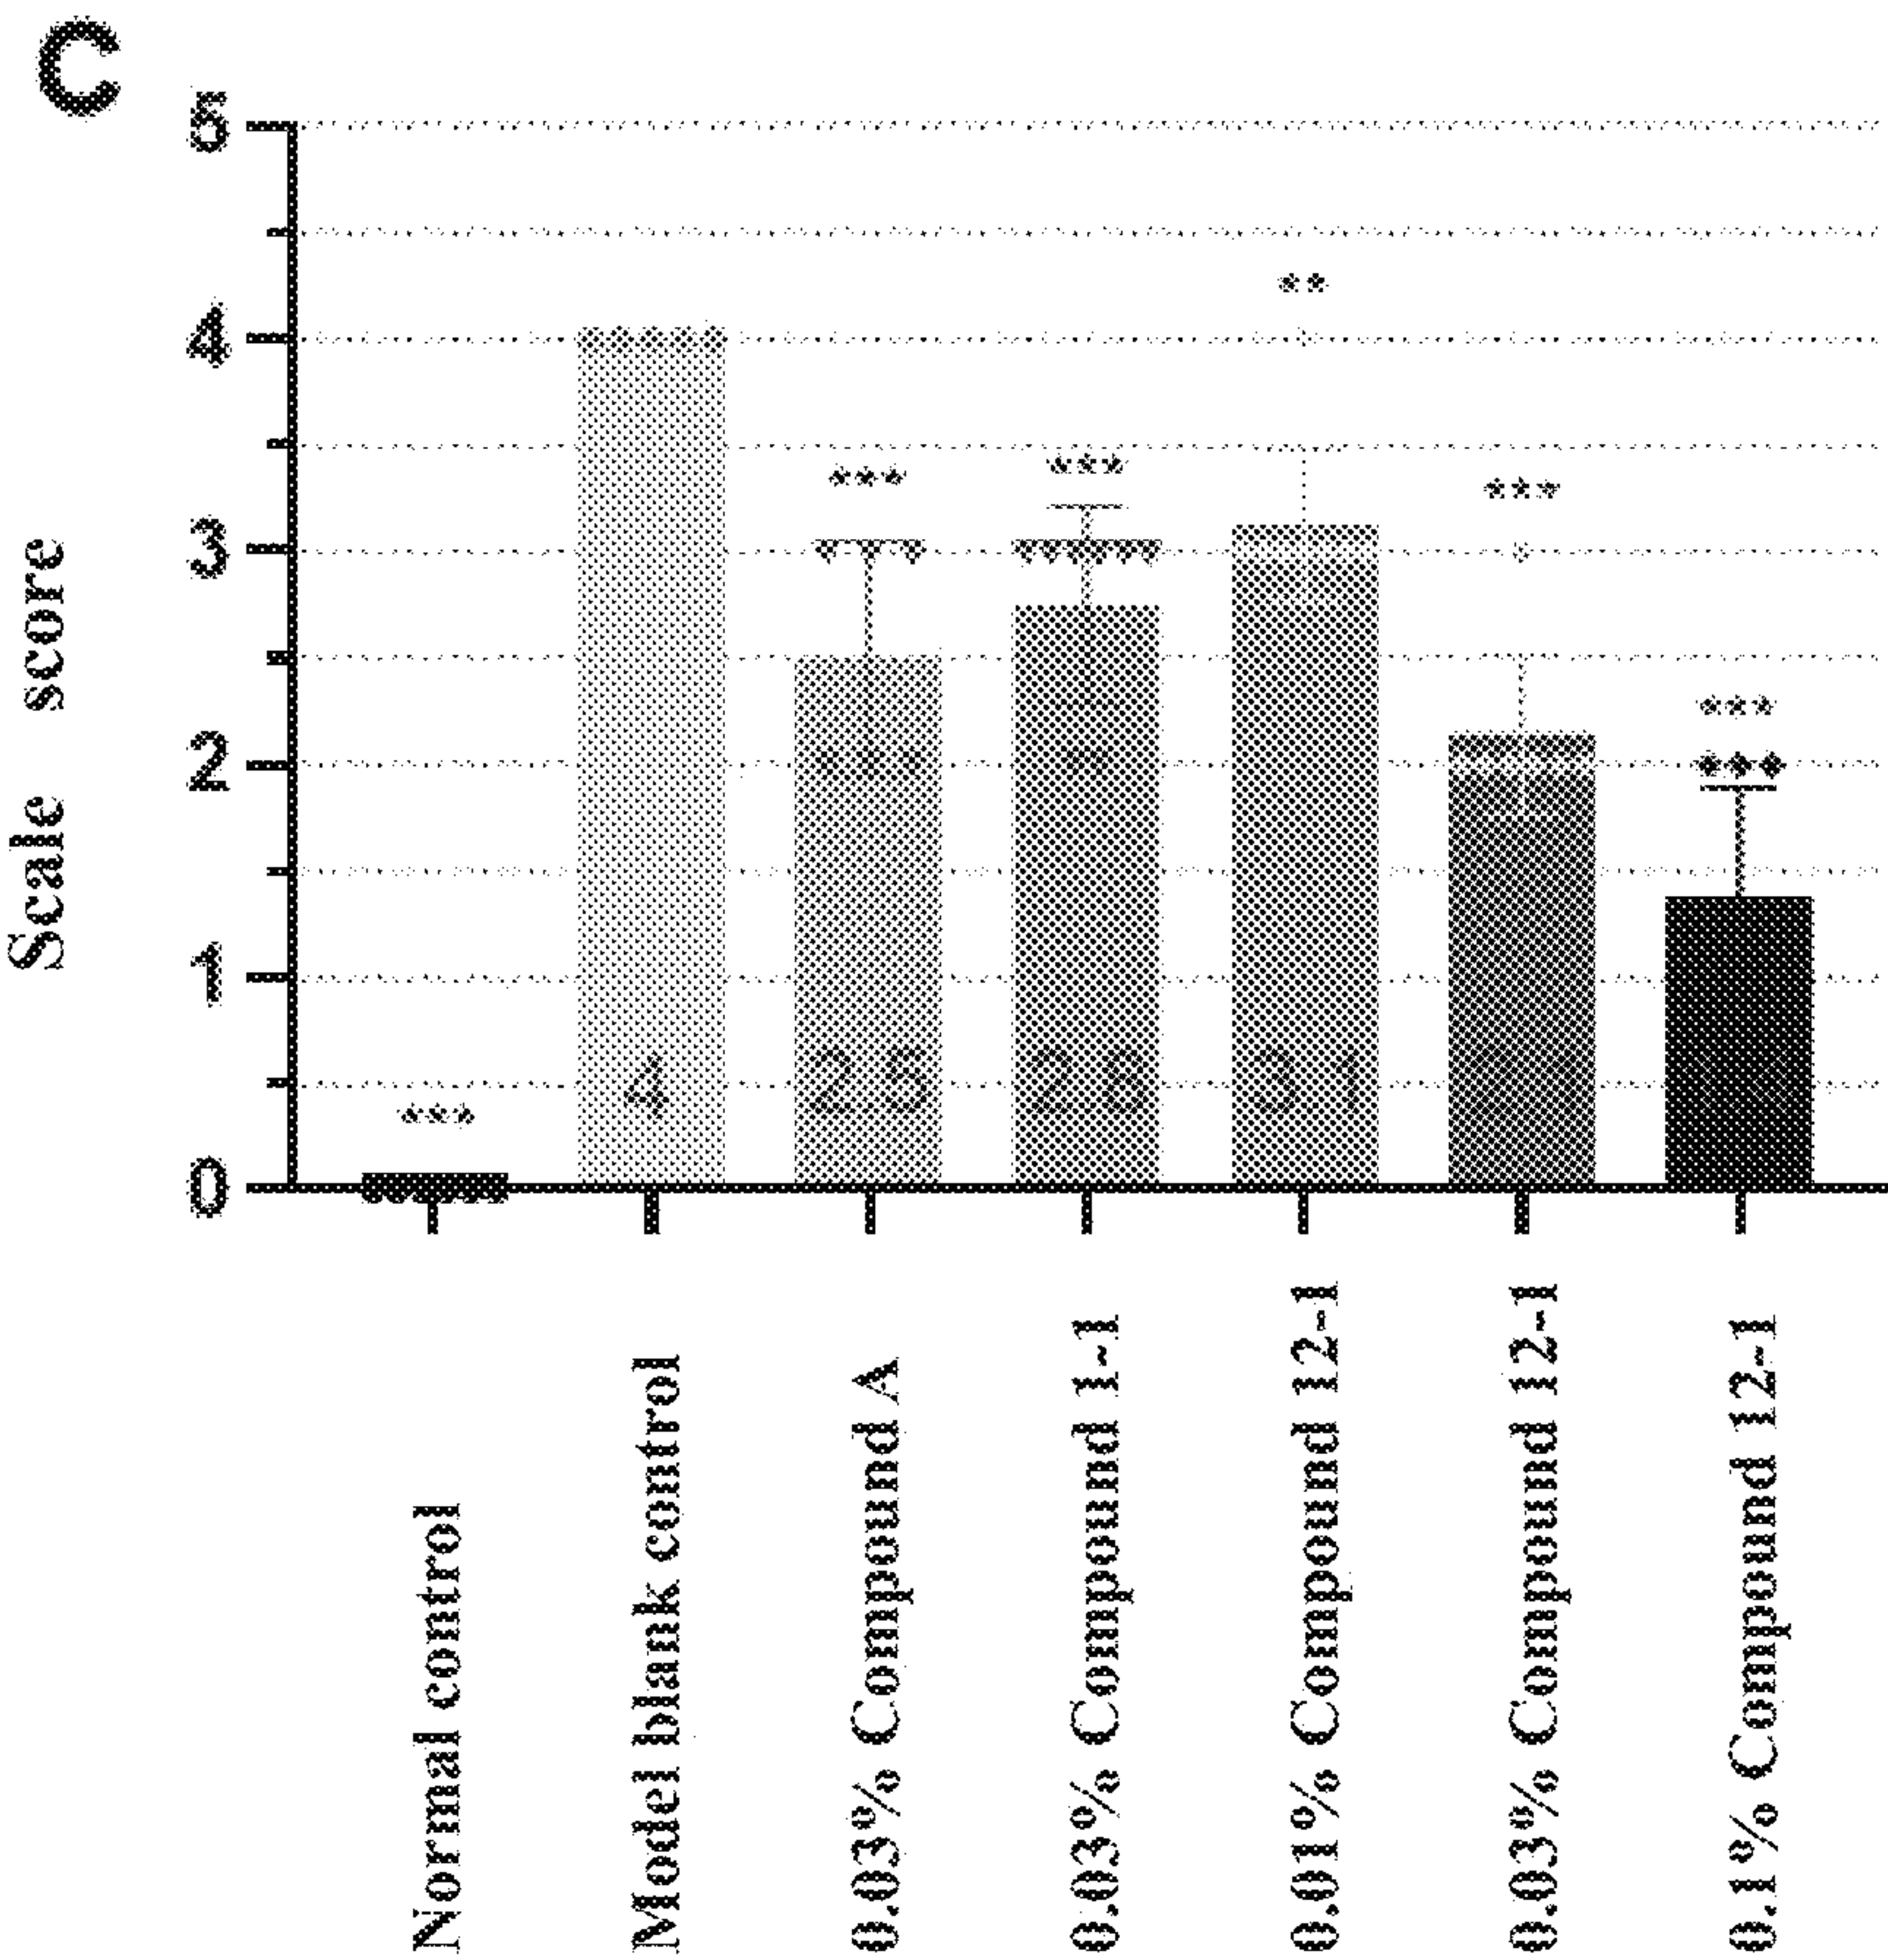 C
Scale score
5
4
3
2
1
0
***
***
***
**
***
***
4
2.5
2.8
3.1
Normal control
Model blank control
0.03% Compound A
0.03% Compound 1-1
0.01% Compound 12-1
0.03% Compound 12-1
0.1% Compound 12-1